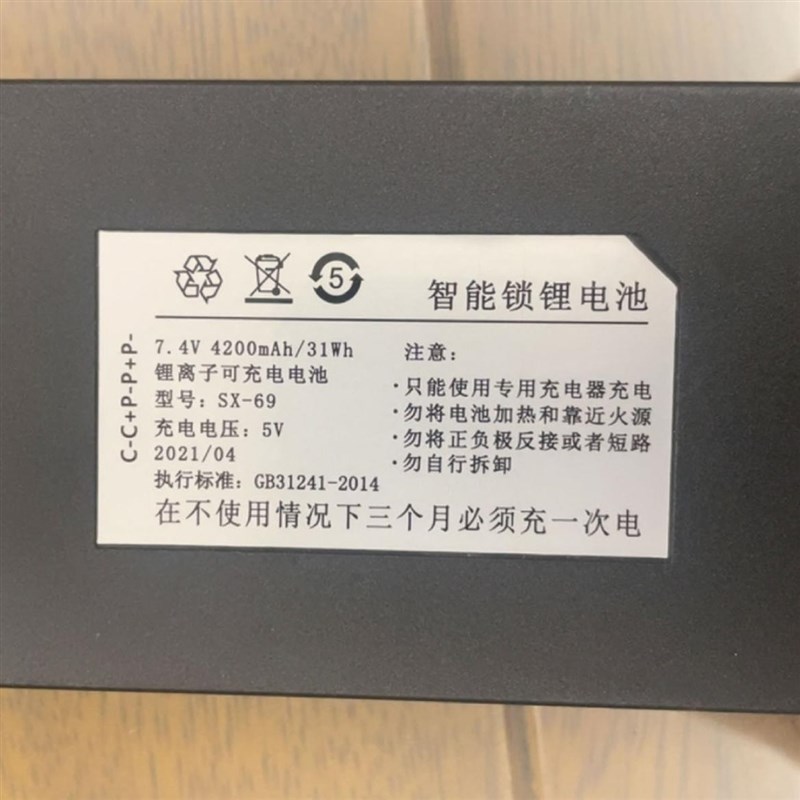 5
智能锁锂电池
C-C+P-P+P-
7.4V 4200mAh/31Wh
锂离子可充电电池
型号：SX-69
充电电压：5V
2021/04
执行标准：GB31241-2014
注意：
·只能使用专用充电器充电
·勿将电池加热和靠近火源
·勿将正负极反接或者短路
·勿自行拆卸
在不使用情况下三个月必须充一次电